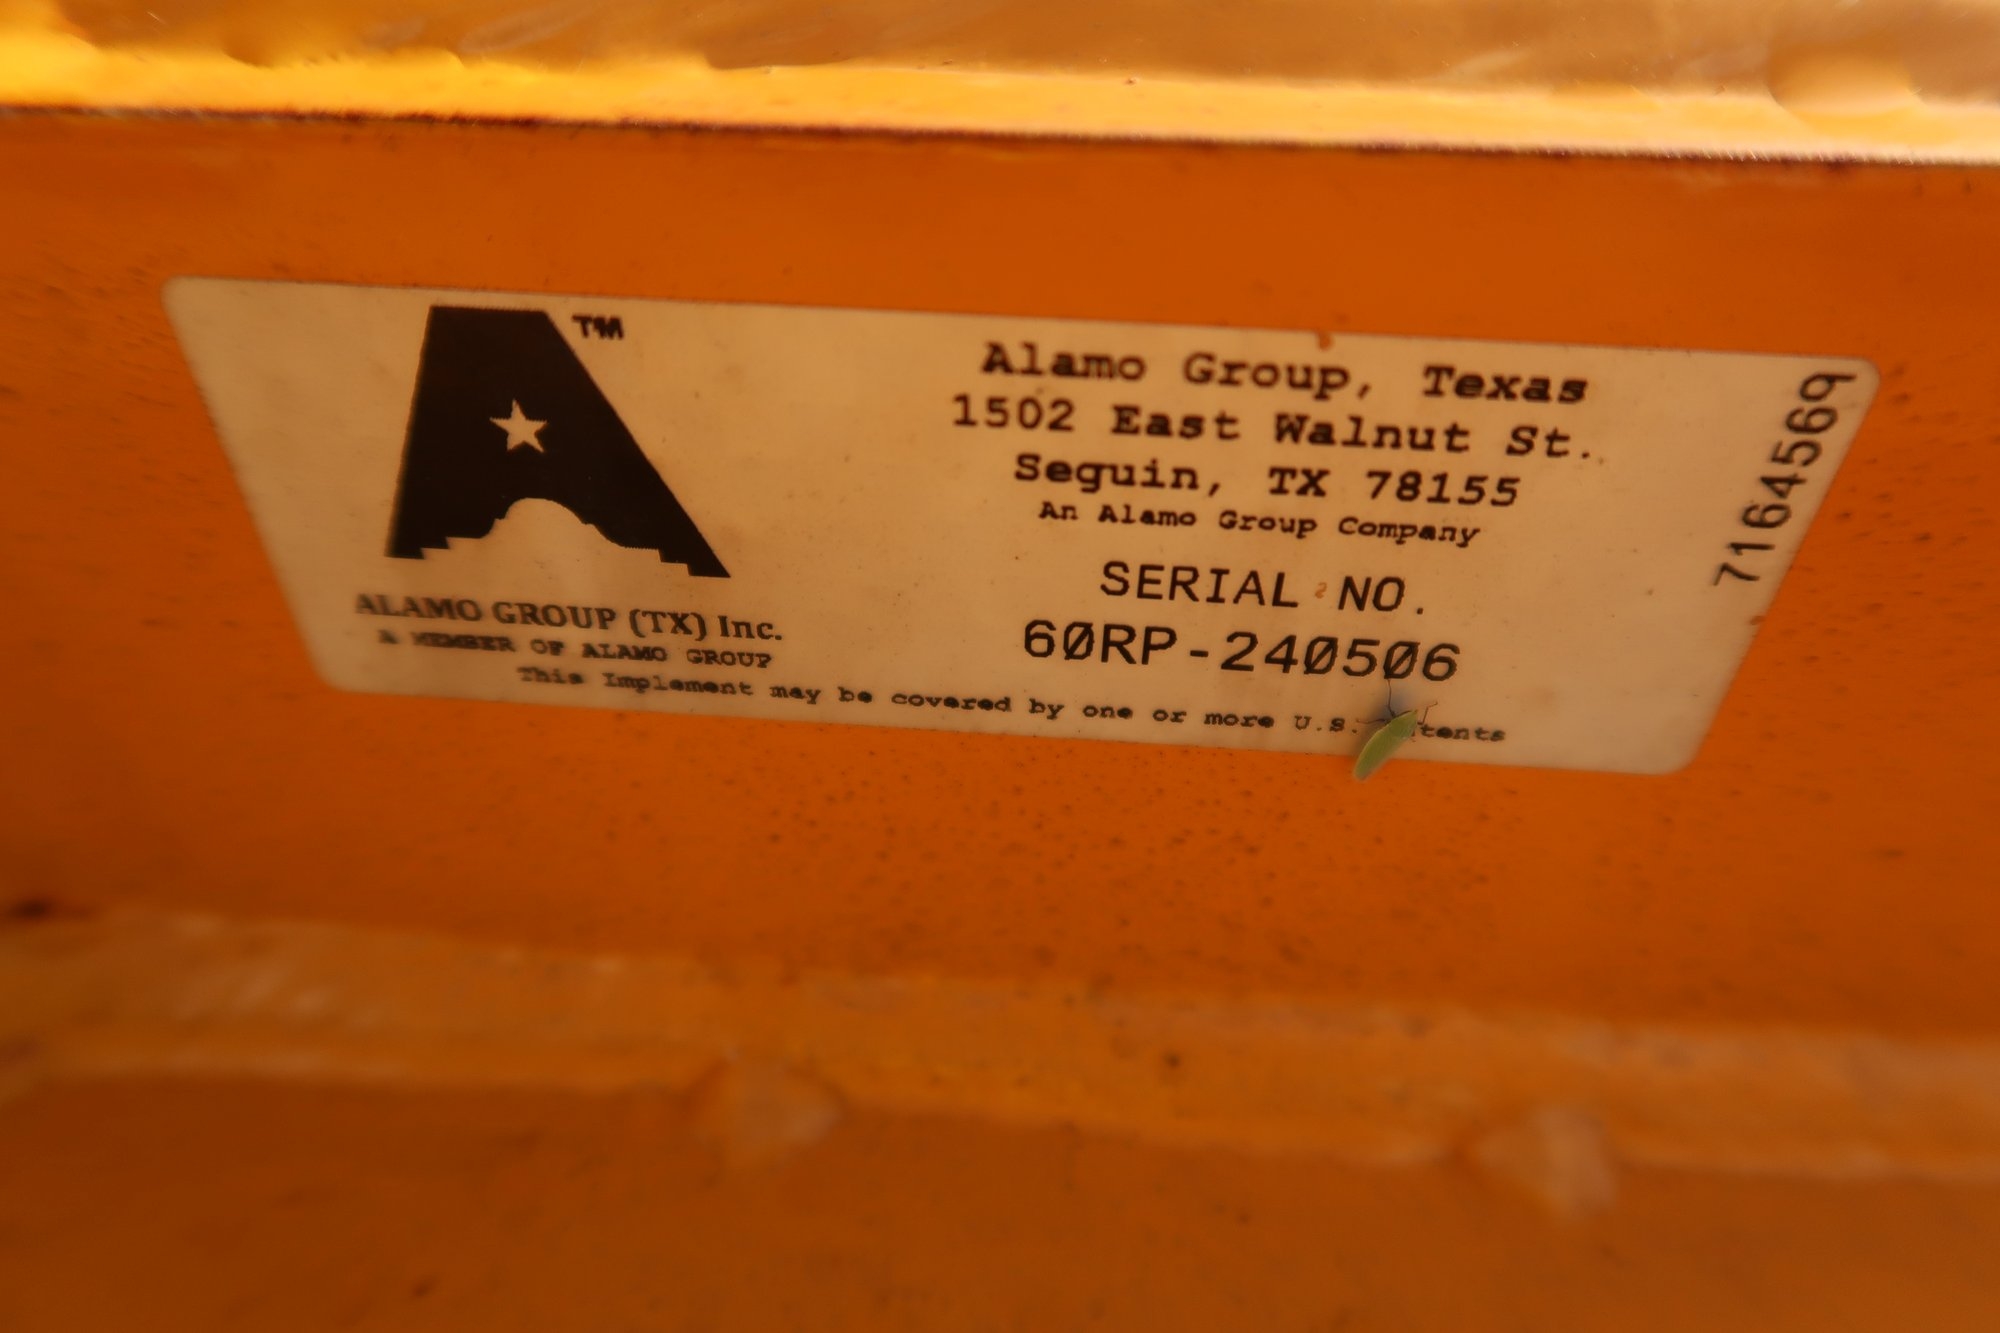 TM
ALAMO GROUP (TX) Inc.
A MEMBER OF ALAMO GROUP
Alamo Group, Texas
1502 East Walnut St.
Seguin, TX 78155
An Alamo Group Company
SERIAL NO.
60RP-240506
This Implement may be covered by one or more U.S. tents
7164569